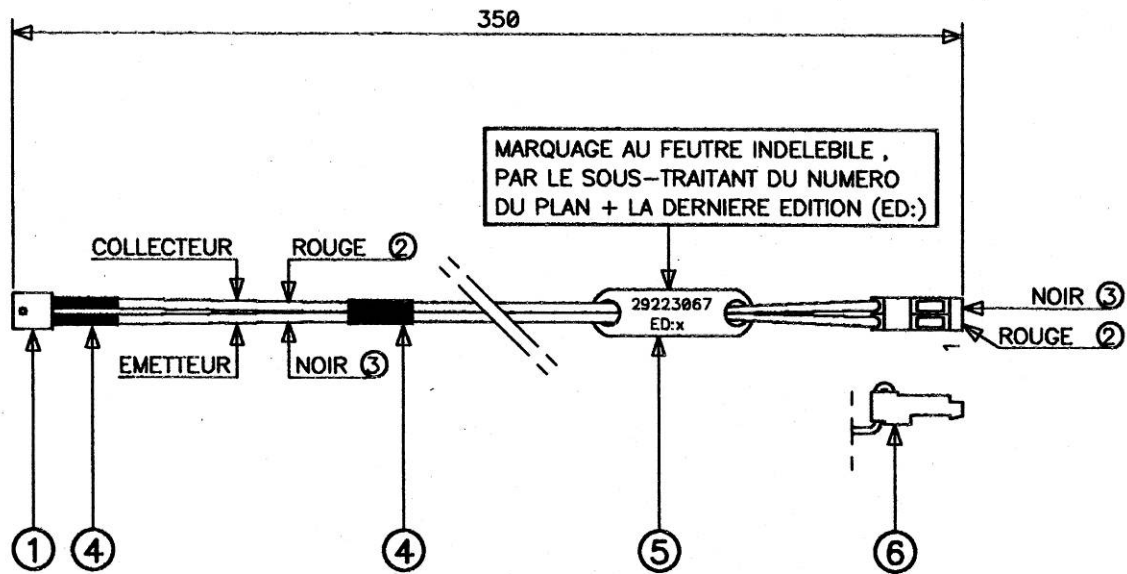 350
MARQUAGE AU FEUTRE INDELEBILE ,
PAR LE SOUS-TRAITANT DU NUMERO
DU PLAN + LA DERNIERE EDITION (ED:)
COLLECTEUR
ROUGE ②
29223067
ED:x
NOIR ③
ROUGE ②
1
EMETTEUR
NOIR ③
①
④
④
⑤
⑥